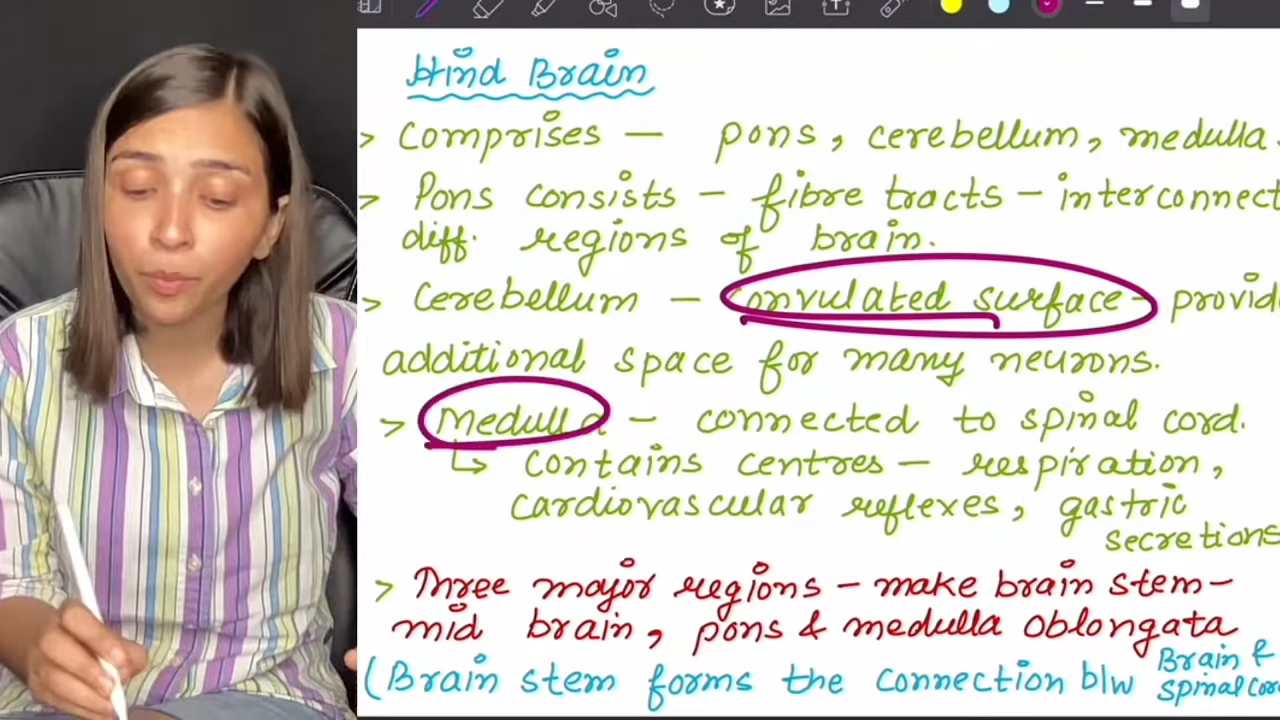 Hind Brain
> Comprises — pons, cerebellum, medulla.
> Pons consists — fibre tracts — interconnect
diff. regions of brain.
> Cerebellum — Convulated surface — provid
additional space for many neurons.
> Medulla — connected to spinal cord.
↳ contains centres — respiration,
cardiovascular reflexes, gastric
secretions
> Three major regions — make brain stem—
mid brain, pons & medulla oblongata
(Brain stem forms the connection b/w Brain &
spinal cor